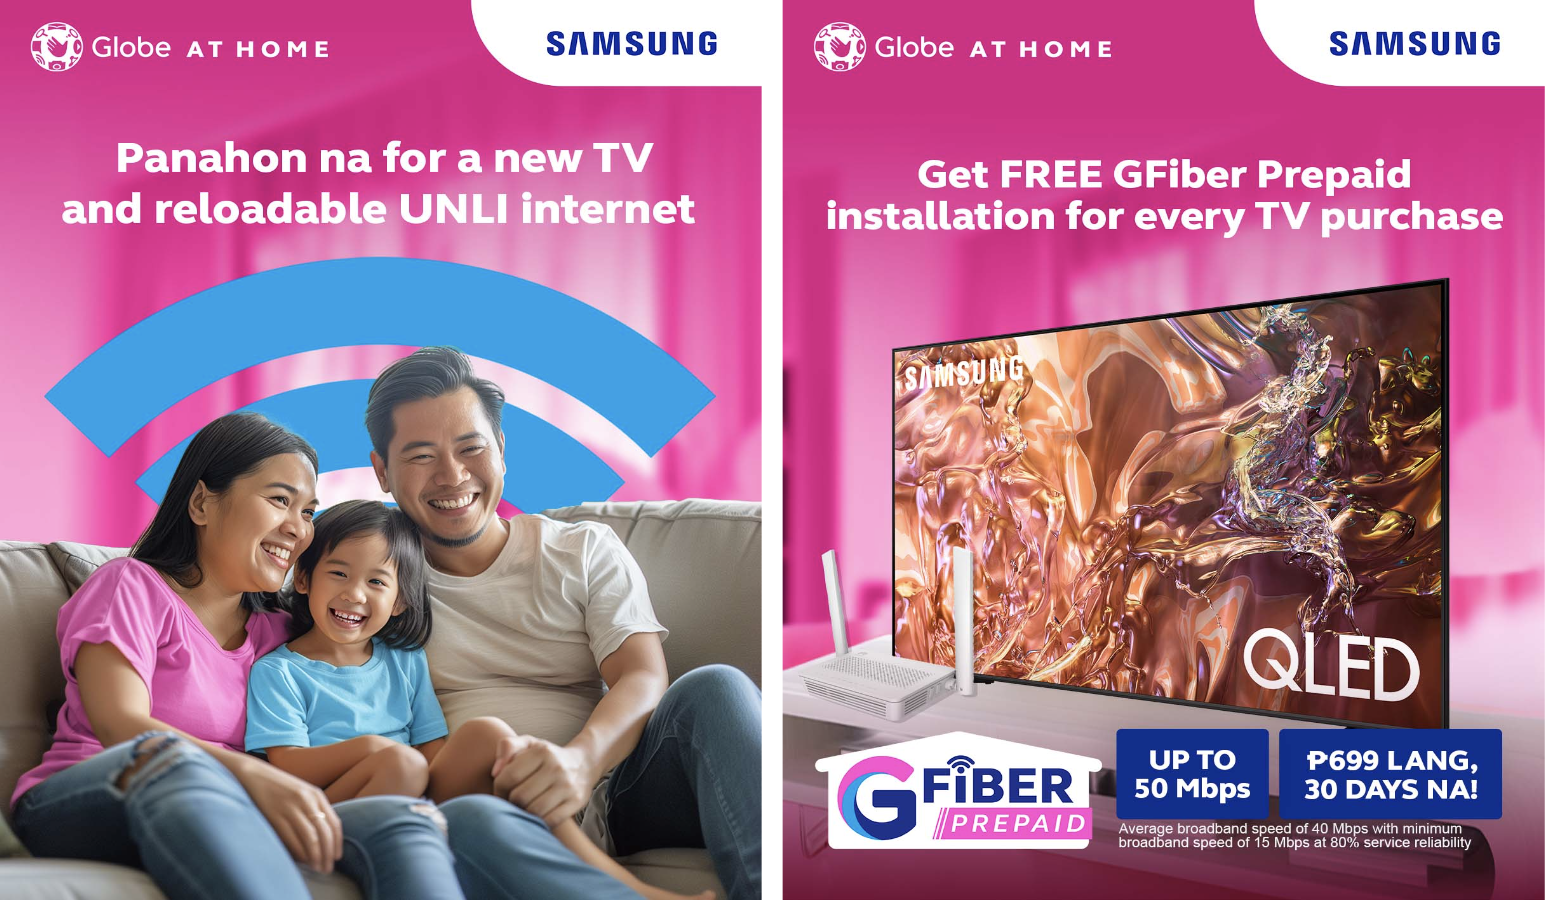 Globe AT HOME
SAMSUNG
Panahon na for a new TV
and reloadable UNLI internet
Globe AT HOME
SAMSUNG
Get FREE GFiber Prepaid
installation for every TV purchase
SAMSUNG
QLED
GFiBER
PREPAID
UP TO
50 Mbps
₱699 LANG,
30 DAYS NA!
Average broadband speed of 40 Mbps with minimum
broadband speed of 15 Mbps at 80% service reliability